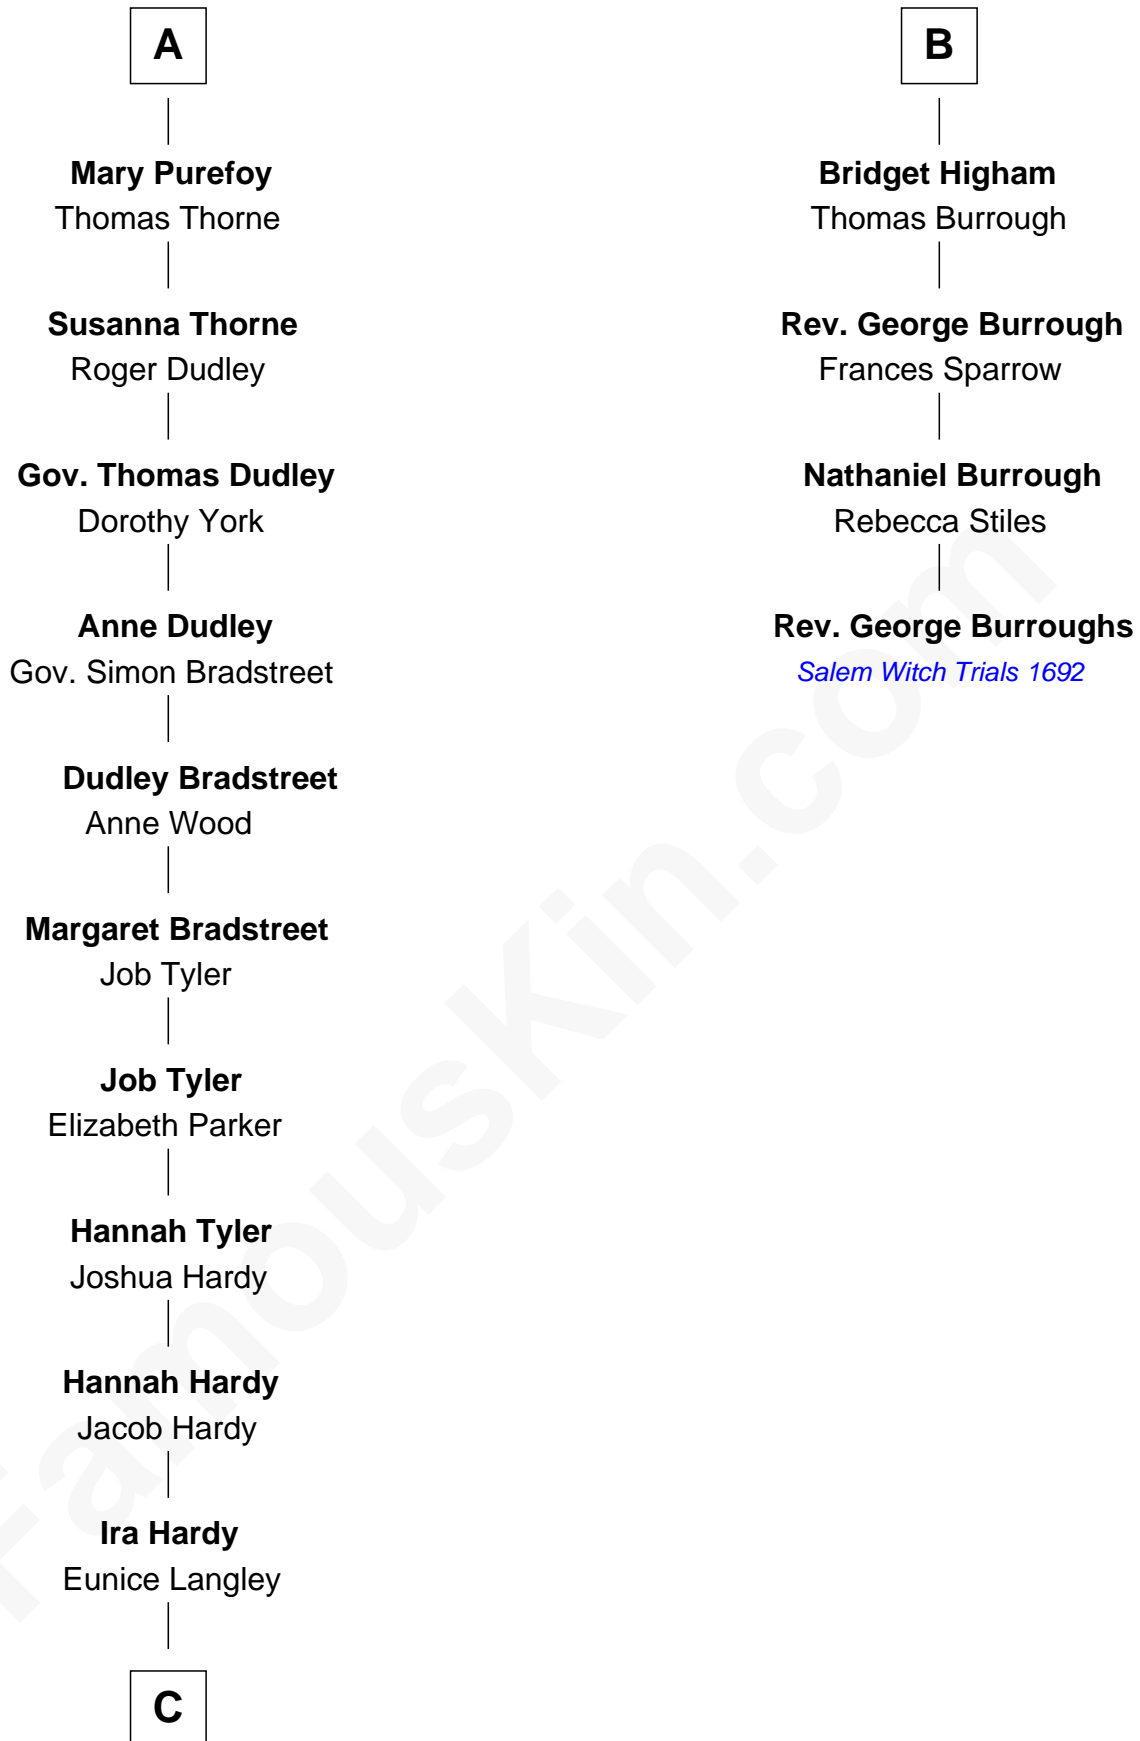 A
Mary Purefoy
Thomas Thorne
Susanna Thorne
Roger Dudley
Gov. Thomas Dudley
Dorothy York
Anne Dudley
Gov. Simon Bradstreet
Dudley Bradstreet
Anne Wood
Margaret Bradstreet
Job Tyler
Job Tyler
Elizabeth Parker
Hannah Tyler
Joshua Hardy
Hannah Hardy
Jacob Hardy
Ira Hardy
Eunice Langley
C
B
Bridget Higham
Thomas Burrough
Rev. George Burrough
Frances Sparrow
Nathaniel Burrough
Rebecca Stiles
Rev. George Burroughs
Salem Witch Trials 1692
FamousKin.com